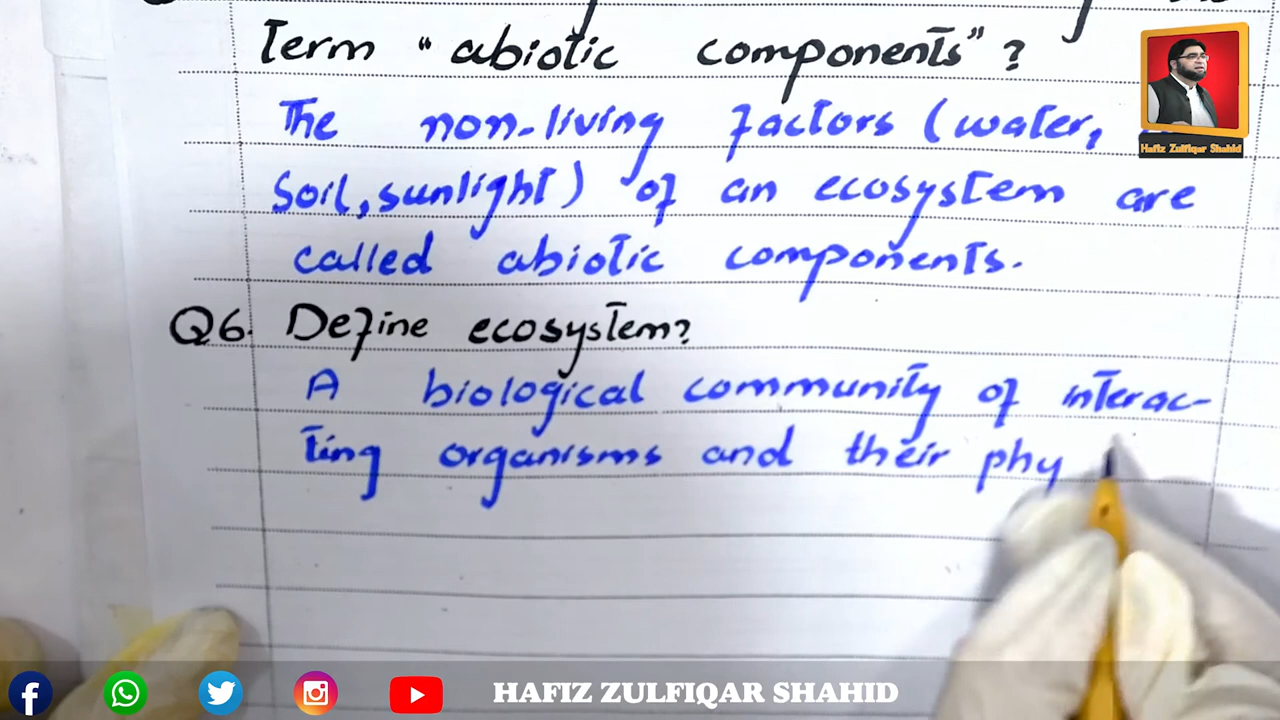 Term “abiotic components”?
The non-living factors (water,
Soil, sunlight) of an ecosystem are
called abiotic components.
Q6. Define ecosystem?
A biological community of interac-
ting organisms and their phy
Hafiz Zulfiqar Shahid
HAFIZ ZULFIQAR SHAHID